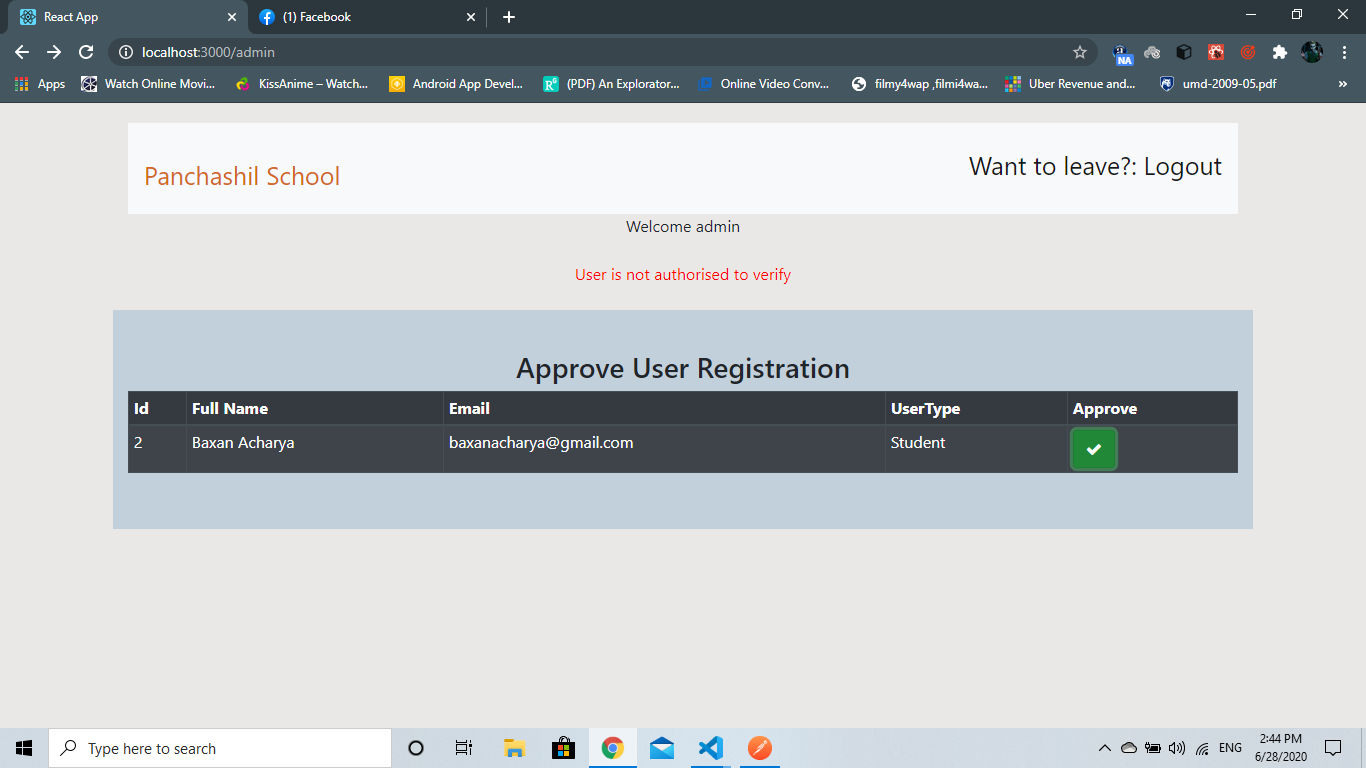 React App
(1) Facebook
localhost:3000/admin
NA
Apps
Watch Online Movi...
KissAnime – Watch...
Android App Devel...
(PDF) An Explorator...
Online Video Conv...
filmy4wap ,filmi4wa...
Uber Revenue and...
umd-2009-05.pdf
»
Panchashil School
Want to leave?: Logout
Welcome admin
User is not authorised to verify
Approve User Registration
Id Full Name Email UserType Approve
2 Baxan Acharya baxanacharya@gmail.com Student
Type here to search
ENG
2:44 PM
6/28/2020